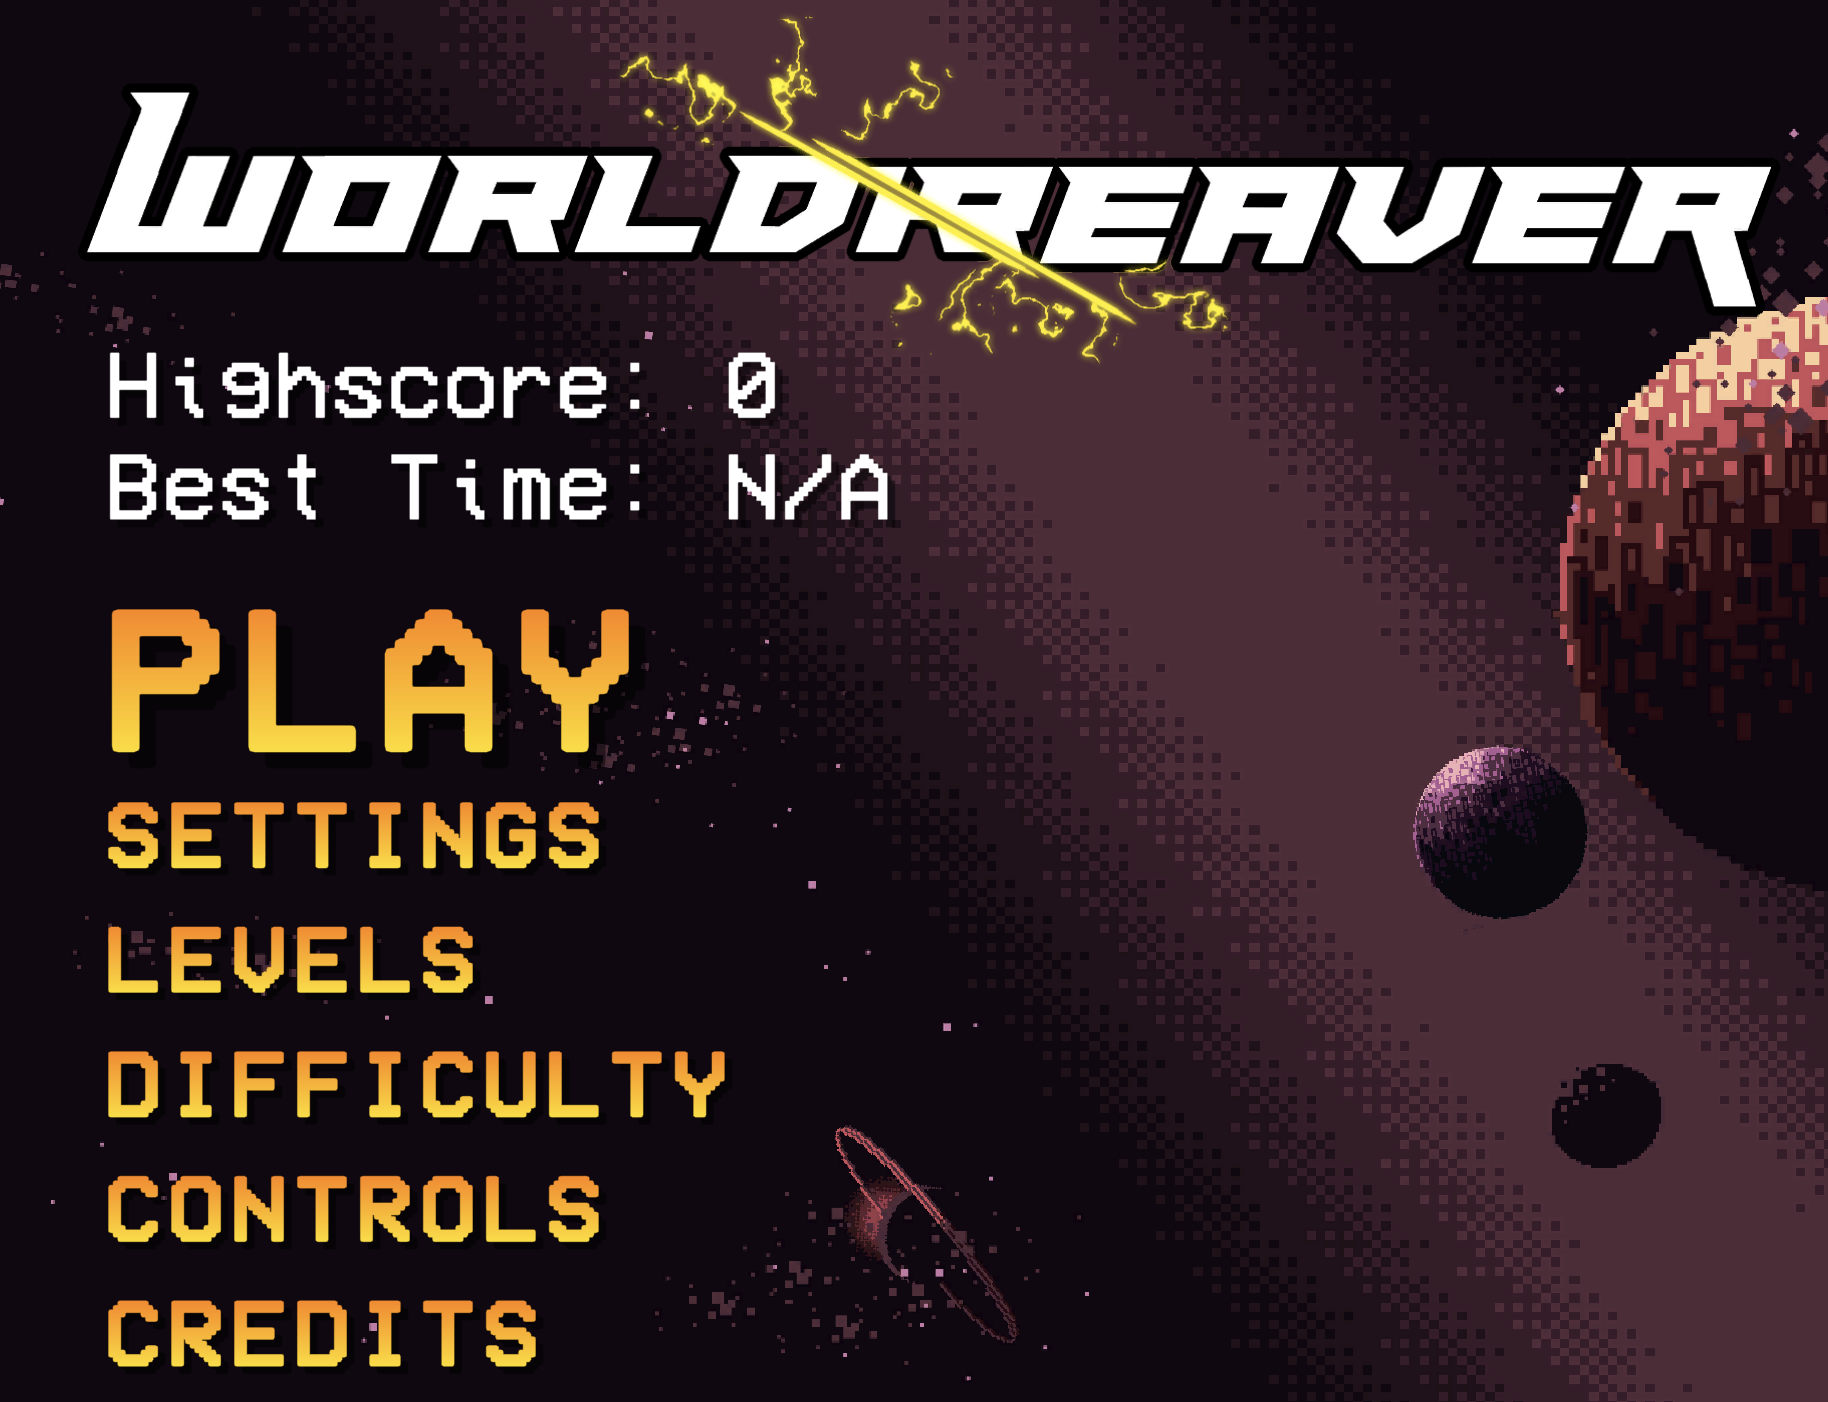 WORLDREAVER
Highscore: 0
Best Time: N/A
PLAY
SETTINGS
LEVELS
DIFFICULTY
CONTROLS
CREDITS